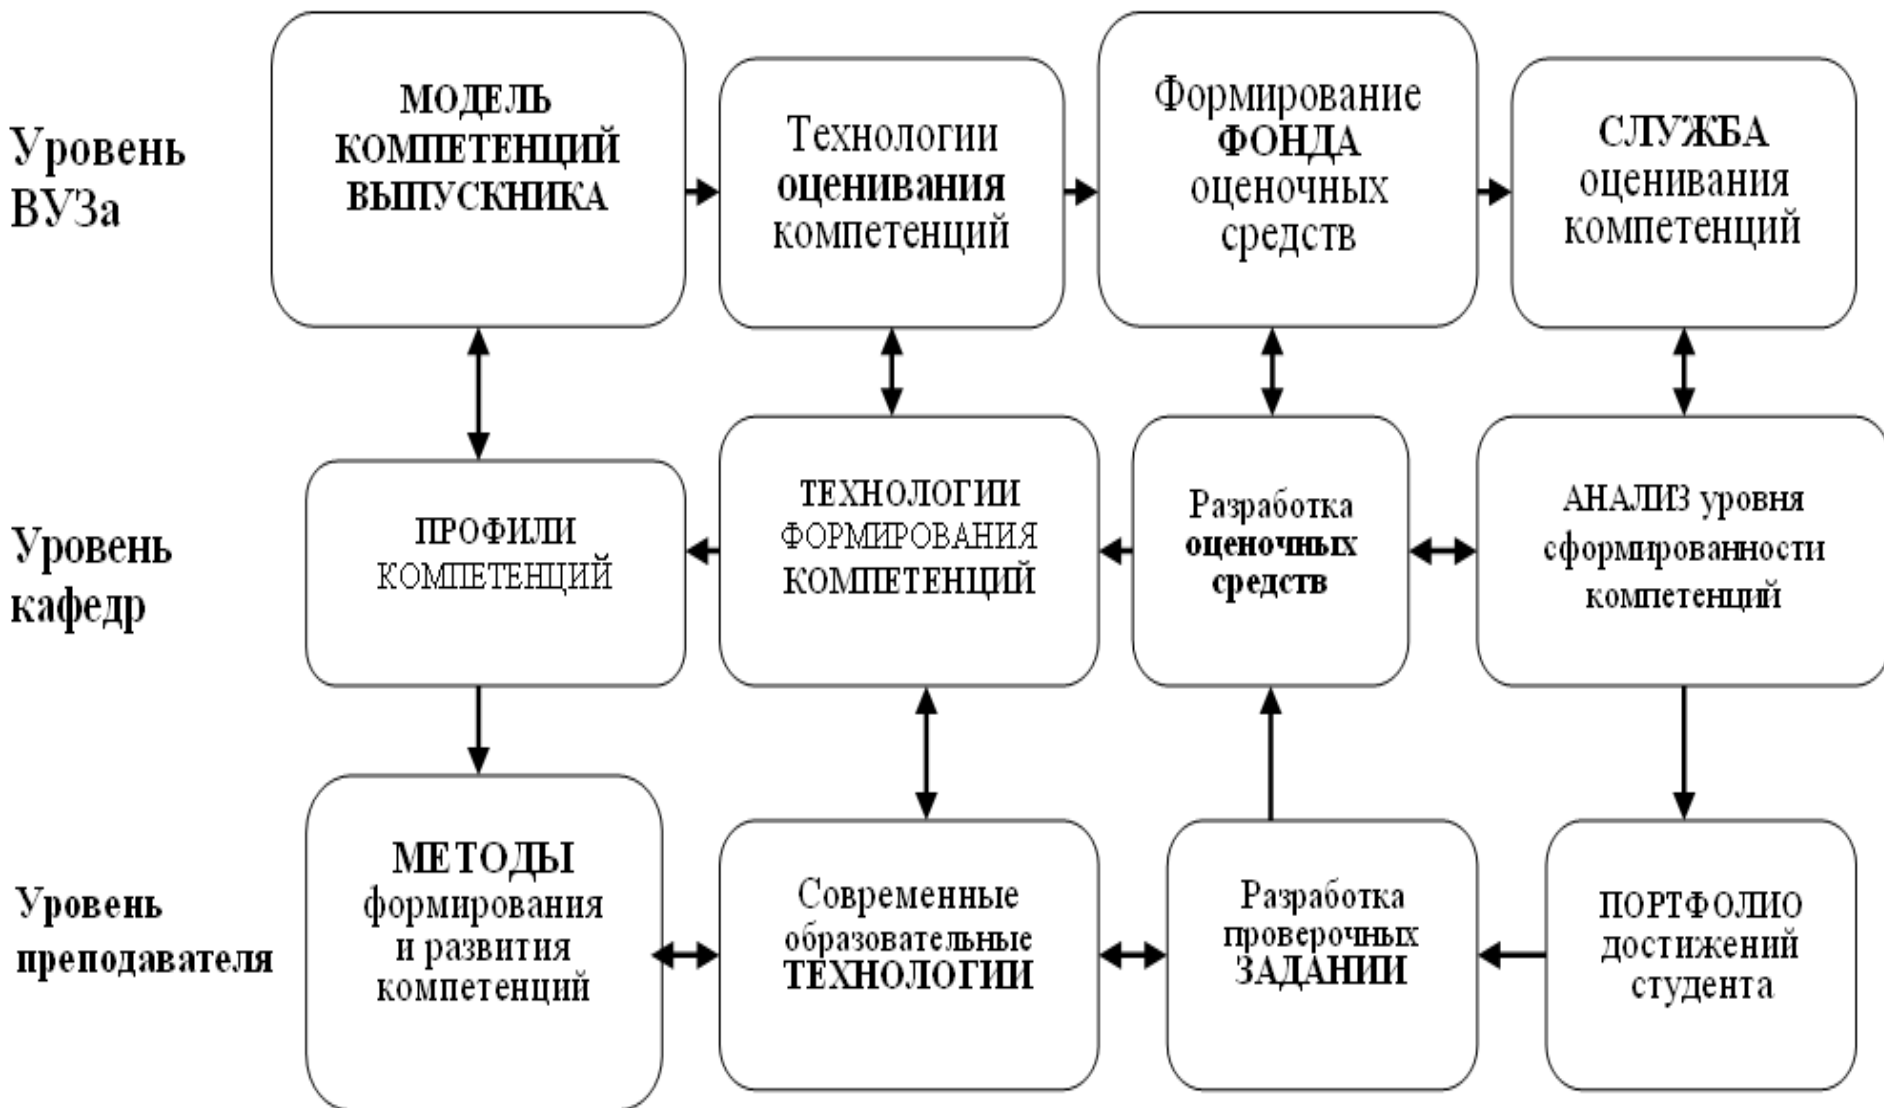 Уровень
ВУЗа
МОДЕЛЬ
КОМПЕТЕНЦИЙ
ВЫПУСКНИКА
Технологии
оценивания
компетенций
Формирование
ФОНДА
оценочных
средств
СЛУЖБА
оценивания
компетенций
Уровень
кафедр
ПРОФИЛИ
КОМПЕТЕНЦИЙ
ТЕХНОЛОГИИ
ФОРМИРОВАНИЯ
КОМПЕТЕНЦИЙ
Разработка
оценочных
средств
АНАЛИЗ уровня
сформированности
компетенций
Уровень
преподавателя
МЕТОДЫ
формирования
и развития
компетенций
Современные
образовательные
ТЕХНОЛОГИИ
Разработка
проверочных
ЗАДАНИИ
ПОРТФОЛИО
достижений
студента